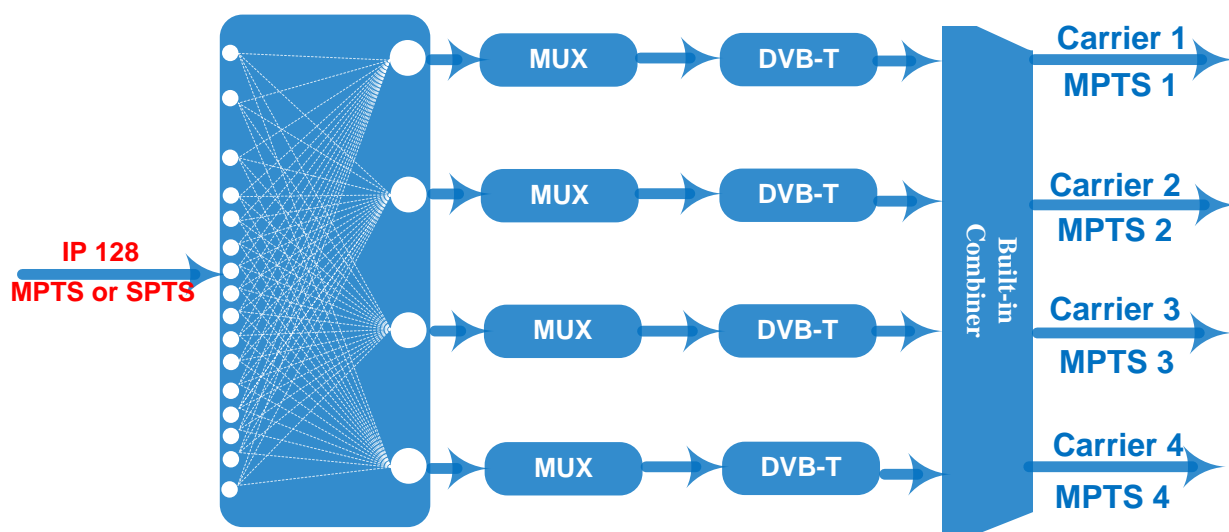 IP 128
MPTS or SPTS
MUX
DVB-T
MUX
DVB-T
MUX
DVB-T
MUX
DVB-T
Built-in
Combiner
Carrier 1
MPTS 1
Carrier 2
MPTS 2
Carrier 3
MPTS 3
Carrier 4
MPTS 4